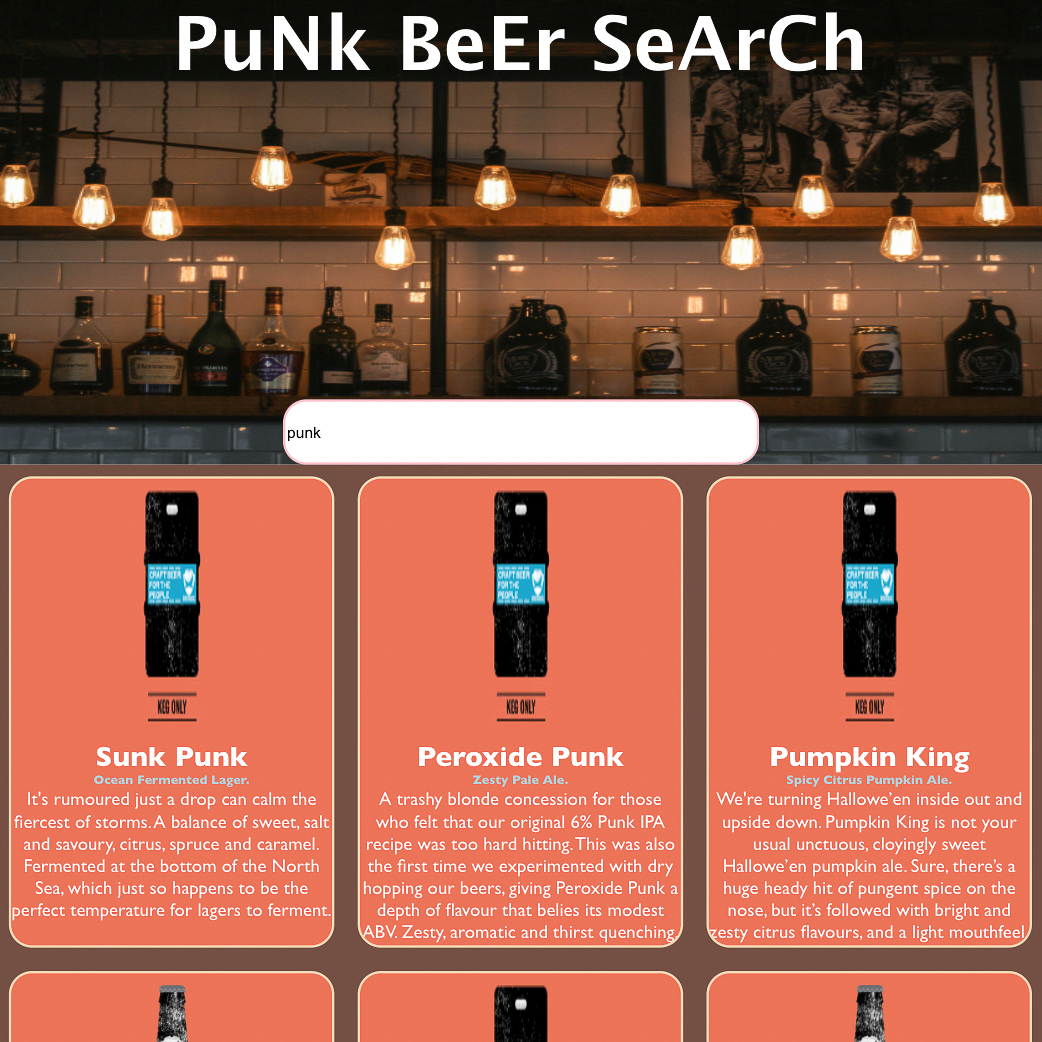 PuNk BeEr SeArCh
Hennessy
punk
CRAFT BEER
FOR THE
PEOPLE
KEG ONLY
Sunk Punk
Ocean Fermented Lager.
It's rumoured just a drop can calm the
fiercest of storms. A balance of sweet, salt
and savoury, citrus, spruce and caramel.
Fermented at the bottom of the North
Sea, which just so happens to be the
perfect temperature for lagers to ferment.
CRAFT BEER
FOR THE
PEOPLE
KEG ONLY
Peroxide Punk
Zesty Pale Ale.
A trashy blonde concession for those
who felt that our original 6% Punk IPA
recipe was too hard hitting. This was also
the first time we experimented with dry
hopping our beers, giving Peroxide Punk a
depth of flavour that belies its modest
ABV. Zesty, aromatic and thirst quenching.
CRAFT BEER
FOR THE
PEOPLE
KEG ONLY
Pumpkin King
Spicy Citrus Pumpkin Ale.
We're turning Hallowe'en inside out and
upside down. Pumpkin King is not your
usual unctuous, cloyingly sweet
Hallowe'en pumpkin ale. Sure, there's a
huge heady hit of pungent spice on the
nose, but it's followed with bright and
zesty citrus flavours, and a light mouthfeel.